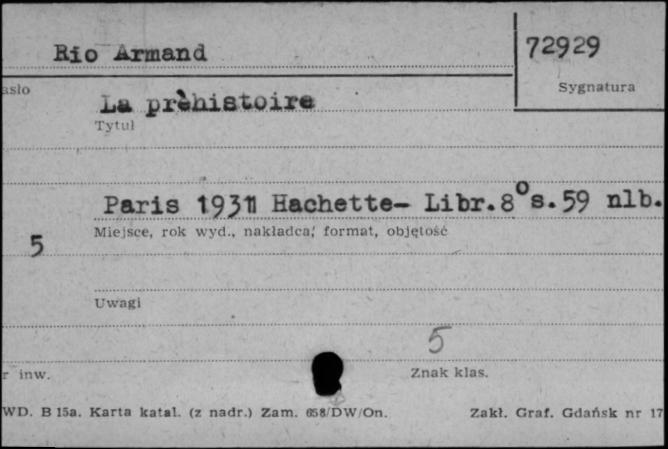 Rio Armand
72929
asło
Sygnatura
La prèhistoire
Tytuł
Paris 1931 Hachette- Libr.8° s.59 nlb.
Miejsce, rok wyd., nakładca, format, objętość
5
Uwagi
5
r inw.
Znak klas.
WD. B 15a. Karta katal. (z nadr.) Zam. 658/DW/On.
Zakł. Graf. Gdańsk nr 17